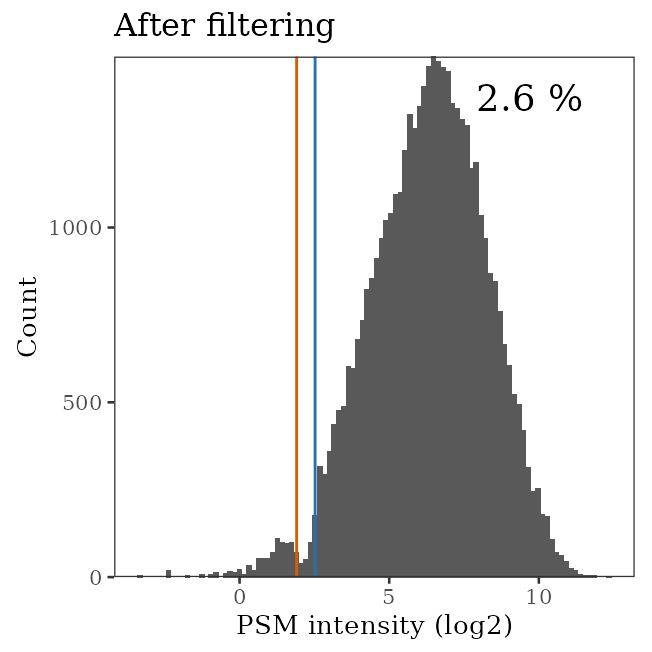 After filtering
2.6 %
Count
1000
500
0
0 5 10
PSM intensity (log2)